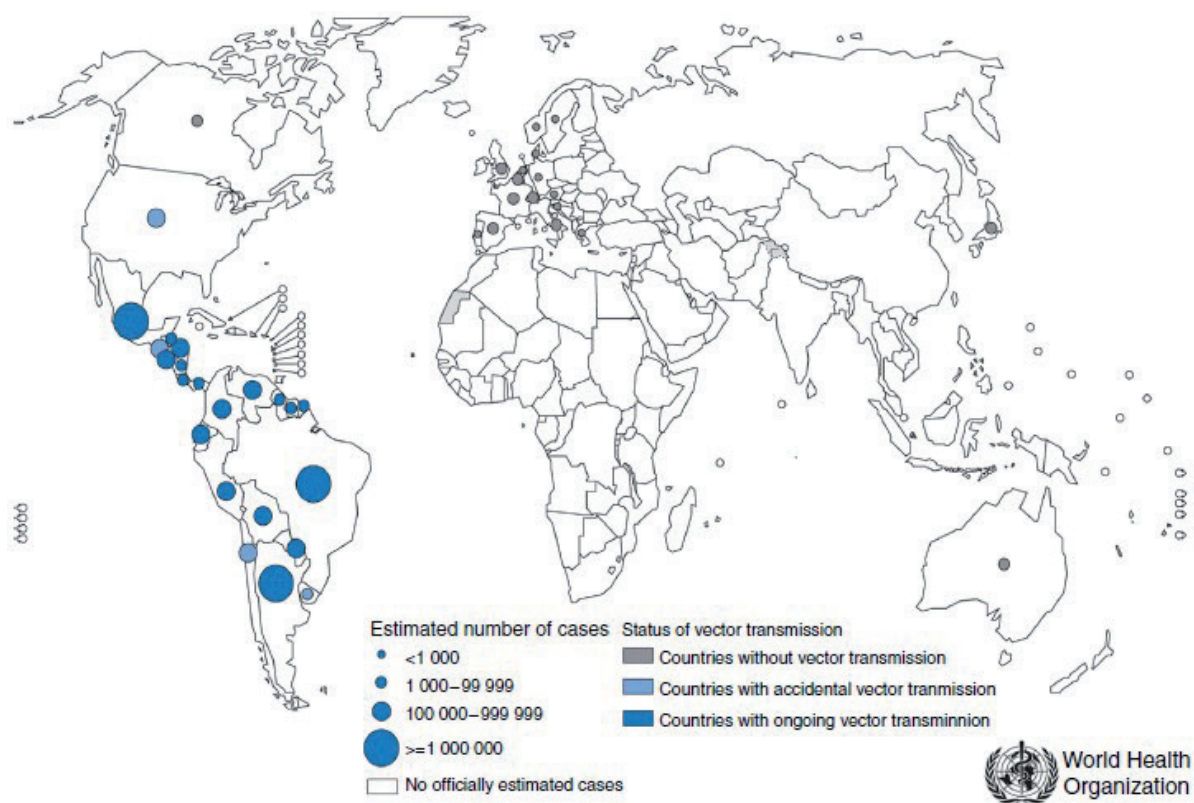 Estimated number of cases
<1 000
1 000–99 999
100 000–999 999
>=1 000 000
No officially estimated cases
Status of vector transmission
Countries without vector transmission
Countries with accidental vector tranmission
Countries with ongoing vector transminnion
World Health
Organization